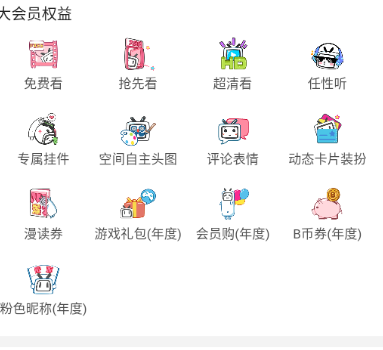 大会员权益
免费看 抢先看 超清看 任性听
专属挂件 空间自主头图 评论表情 动态卡片装扮
漫读券 游戏礼包(年度) 会员购(年度) B币券(年度)
粉色昵称(年度)